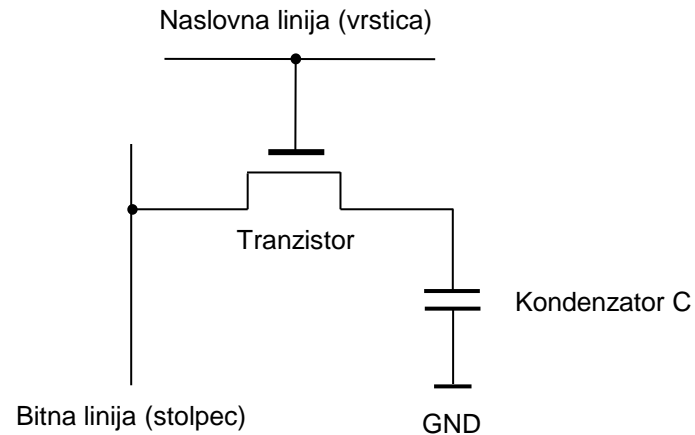 Naslovna linija (vrstica)
Tranzistor
Kondenzator C
Bitna linija (stolpec)
GND